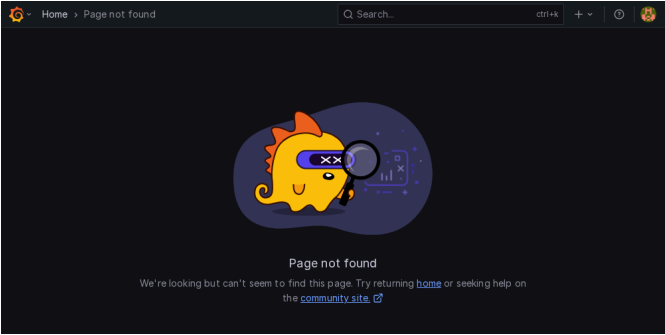 Home › Page not found
Search...
ctrl+k
Page not found
We're looking but can't seem to find this page. Try returning home or seeking help on
the community site.